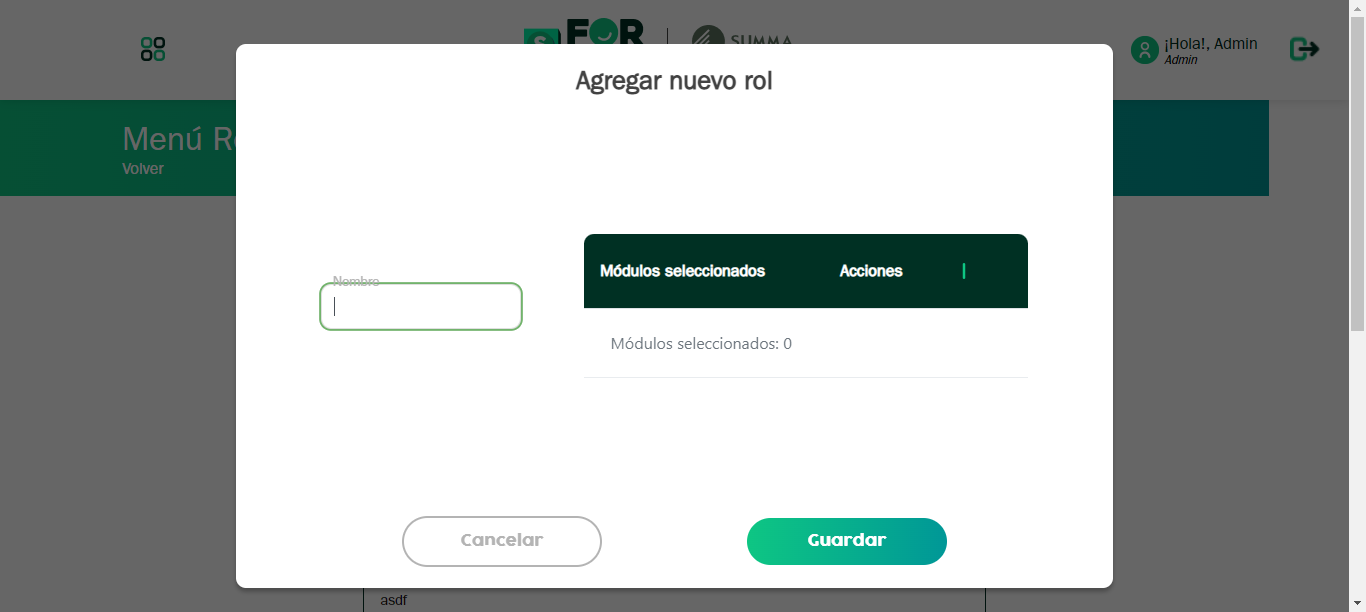 FOR
SUMMA
¡Hola!, Admin
Admin
Agregar nuevo rol
Menú
Volver
Nombre
Módulos seleccionados Acciones
Módulos seleccionados: 0
Cancelar Guardar
asdf